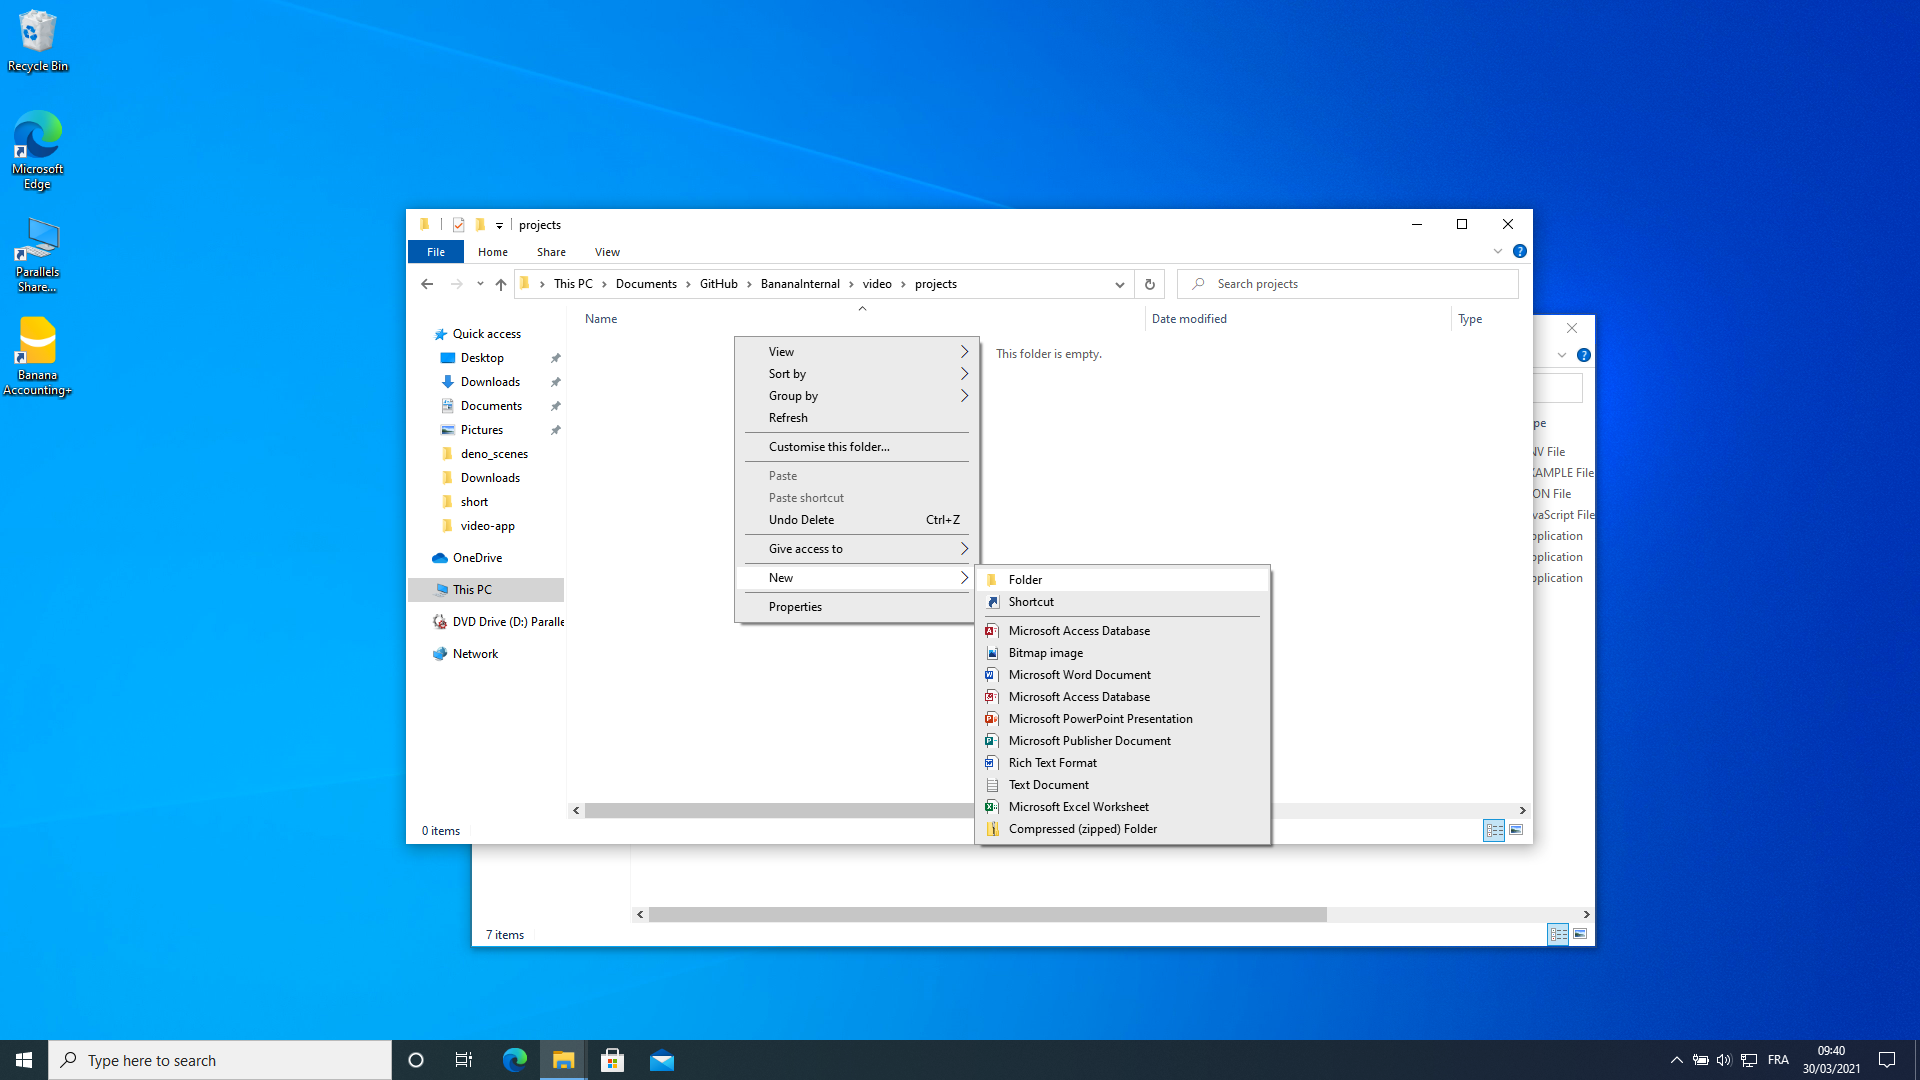 Recycle Bin
Microsoft
Edge
Parallels
Share...
Banana
Accounting+
projects
File
Home
Share
View
This PC
Documents
GitHub
BananaInternal
video
projects
Search projects
Quick access
Desktop
Downloads
Documents
Pictures
deno_scenes
Downloads
short
video-app
OneDrive
This PC
DVD Drive (D:) Paralle
Network
Name
Date modified
Type
This folder is empty.
View
Sort by
Group by
Refresh
Customise this folder...
Paste
Paste shortcut
Undo Delete Ctrl+Z
Give access to
New
Properties
Folder
Shortcut
Microsoft Access Database
Bitmap image
Microsoft Word Document
Microsoft Access Database
Microsoft PowerPoint Presentation
Microsoft Publisher Document
Rich Text Format
Text Document
Microsoft Excel Worksheet
Compressed (zipped) Folder
0 items
pe
NV File
XAMPLE File
ON File
vaScript File
pplication
pplication
pplication
7 items
Type here to search
FRA
09:40
30/03/2021